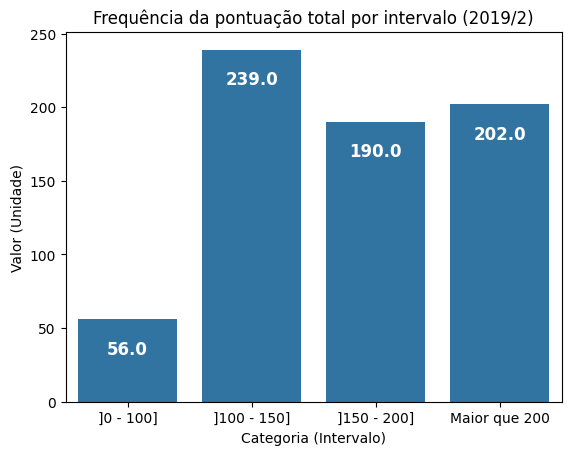 Frequência da pontuação total por intervalo (2019/2)
Valor (Unidade)
250
200
150
100
50
0
56.0
239.0
190.0
202.0
]0 - 100]
]100 - 150]
]150 - 200]
Maior que 200
Categoria (Intervalo)